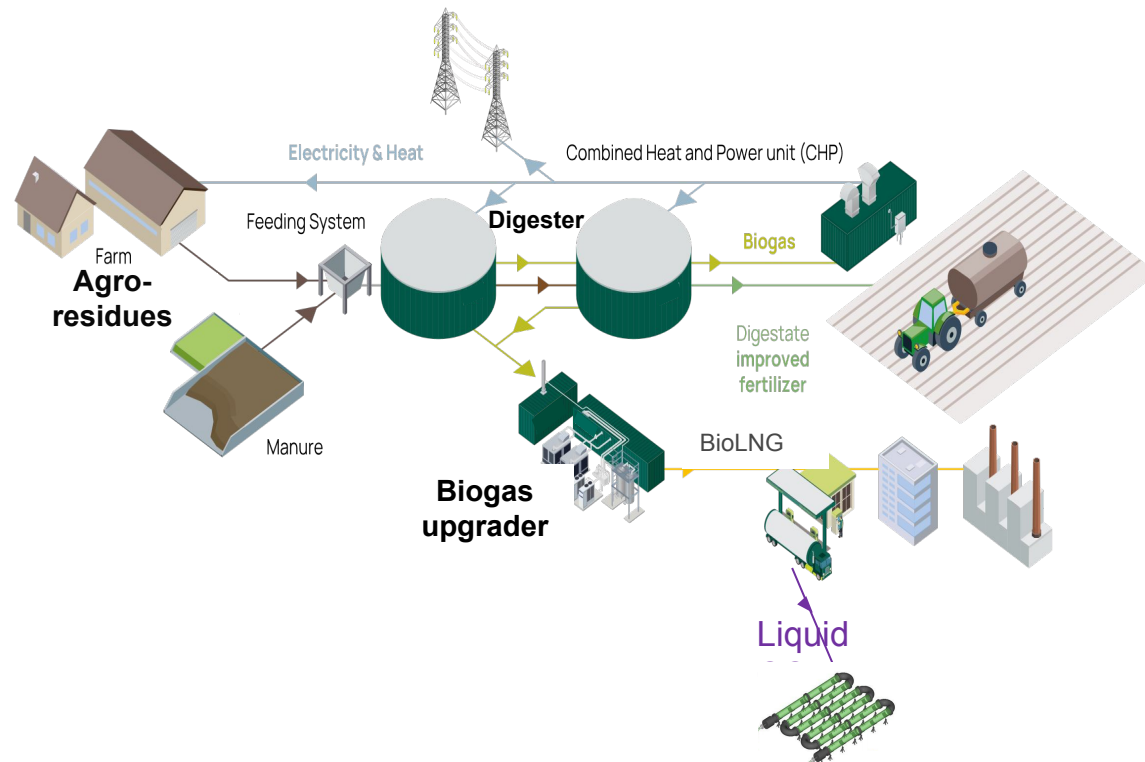 Electricity & Heat
Combined Heat and Power unit (CHP)
Feeding System
Digester
Biogas
Farm
Agro-
residues
Digestate
improved
fertilizer
Manure
BioLNG
Biogas
upgrader
Liquid